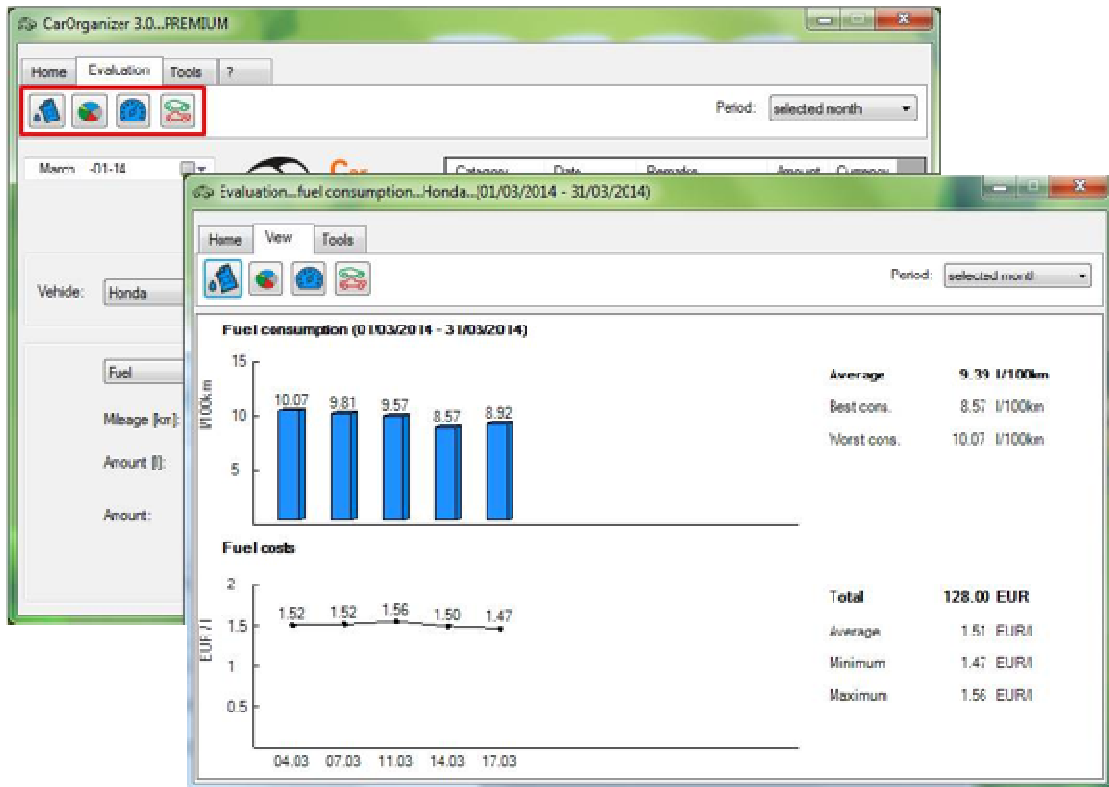 CarOrganizer 3.0...PREMIUM
Home Evaluation Tools ?
Period: selected month
March -01-14 Car Category Date Remarks Amount Currency
Evaluation...fuel consumption...Honda...(01/03/2014 - 31/03/2014)
Home View Tools
Period: selected month
Vehicle: Honda
Fuel
Mileage [km]:
Amount [l]:
Amount:
Fuel consumption (01/03/2014 - 31/03/2014)
l/100km
15
10
5
10.07 9.81 9.57 8.57 8.92
Average 9.39 l/100km
Best cons. 8.57 l/100km
Worst cons. 10.07 l/100km
Fuel costs
EUR / l
2
1.5
1
0.5
1.52 1.52 1.56 1.50 1.47
04.03 07.03 11.03 14.03 17.03
Total 128.00 EUR
Average 1.51 EUR/l
Minimum 1.47 EUR/l
Maximum 1.56 EUR/l